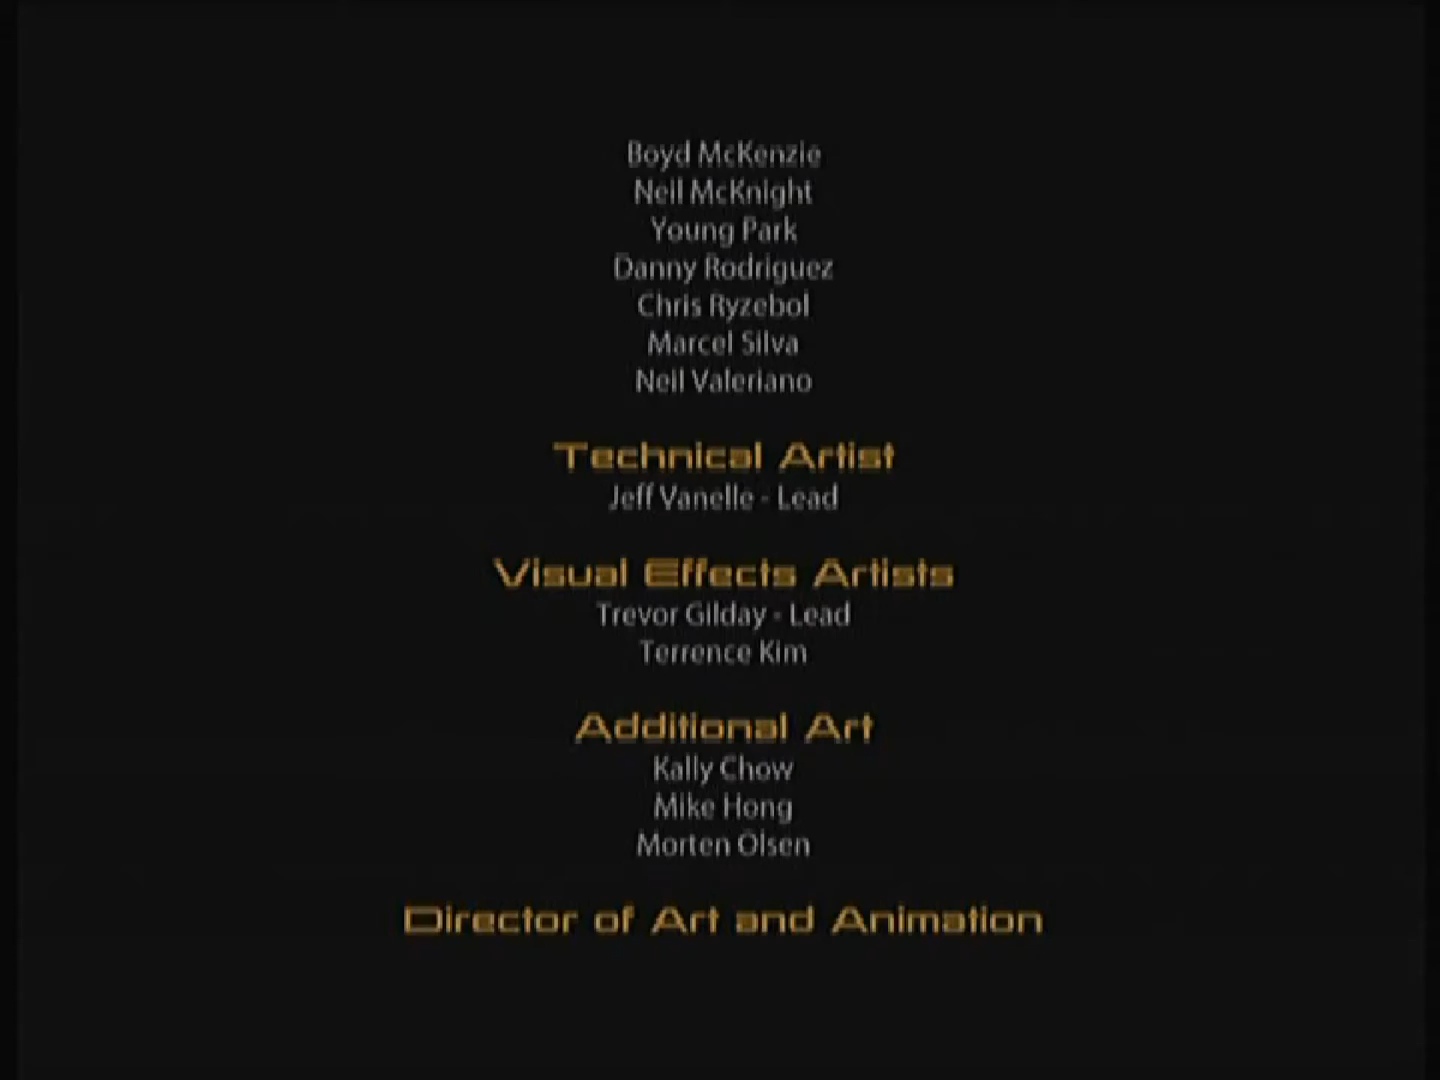 Boyd McKenzie
Neil McKnight
Young Park
Danny Rodriguez
Chris Ryzebol
Marcel Silva
Neil Valeriano
Technical Artist
Jeff Vanelle - Lead
Visual Effects Artists
Trevor Gilday - Lead
Terrence Kim
Additional Art
Kally Chow
Mike Hong
Morten Olsen
Director of Art and Animation